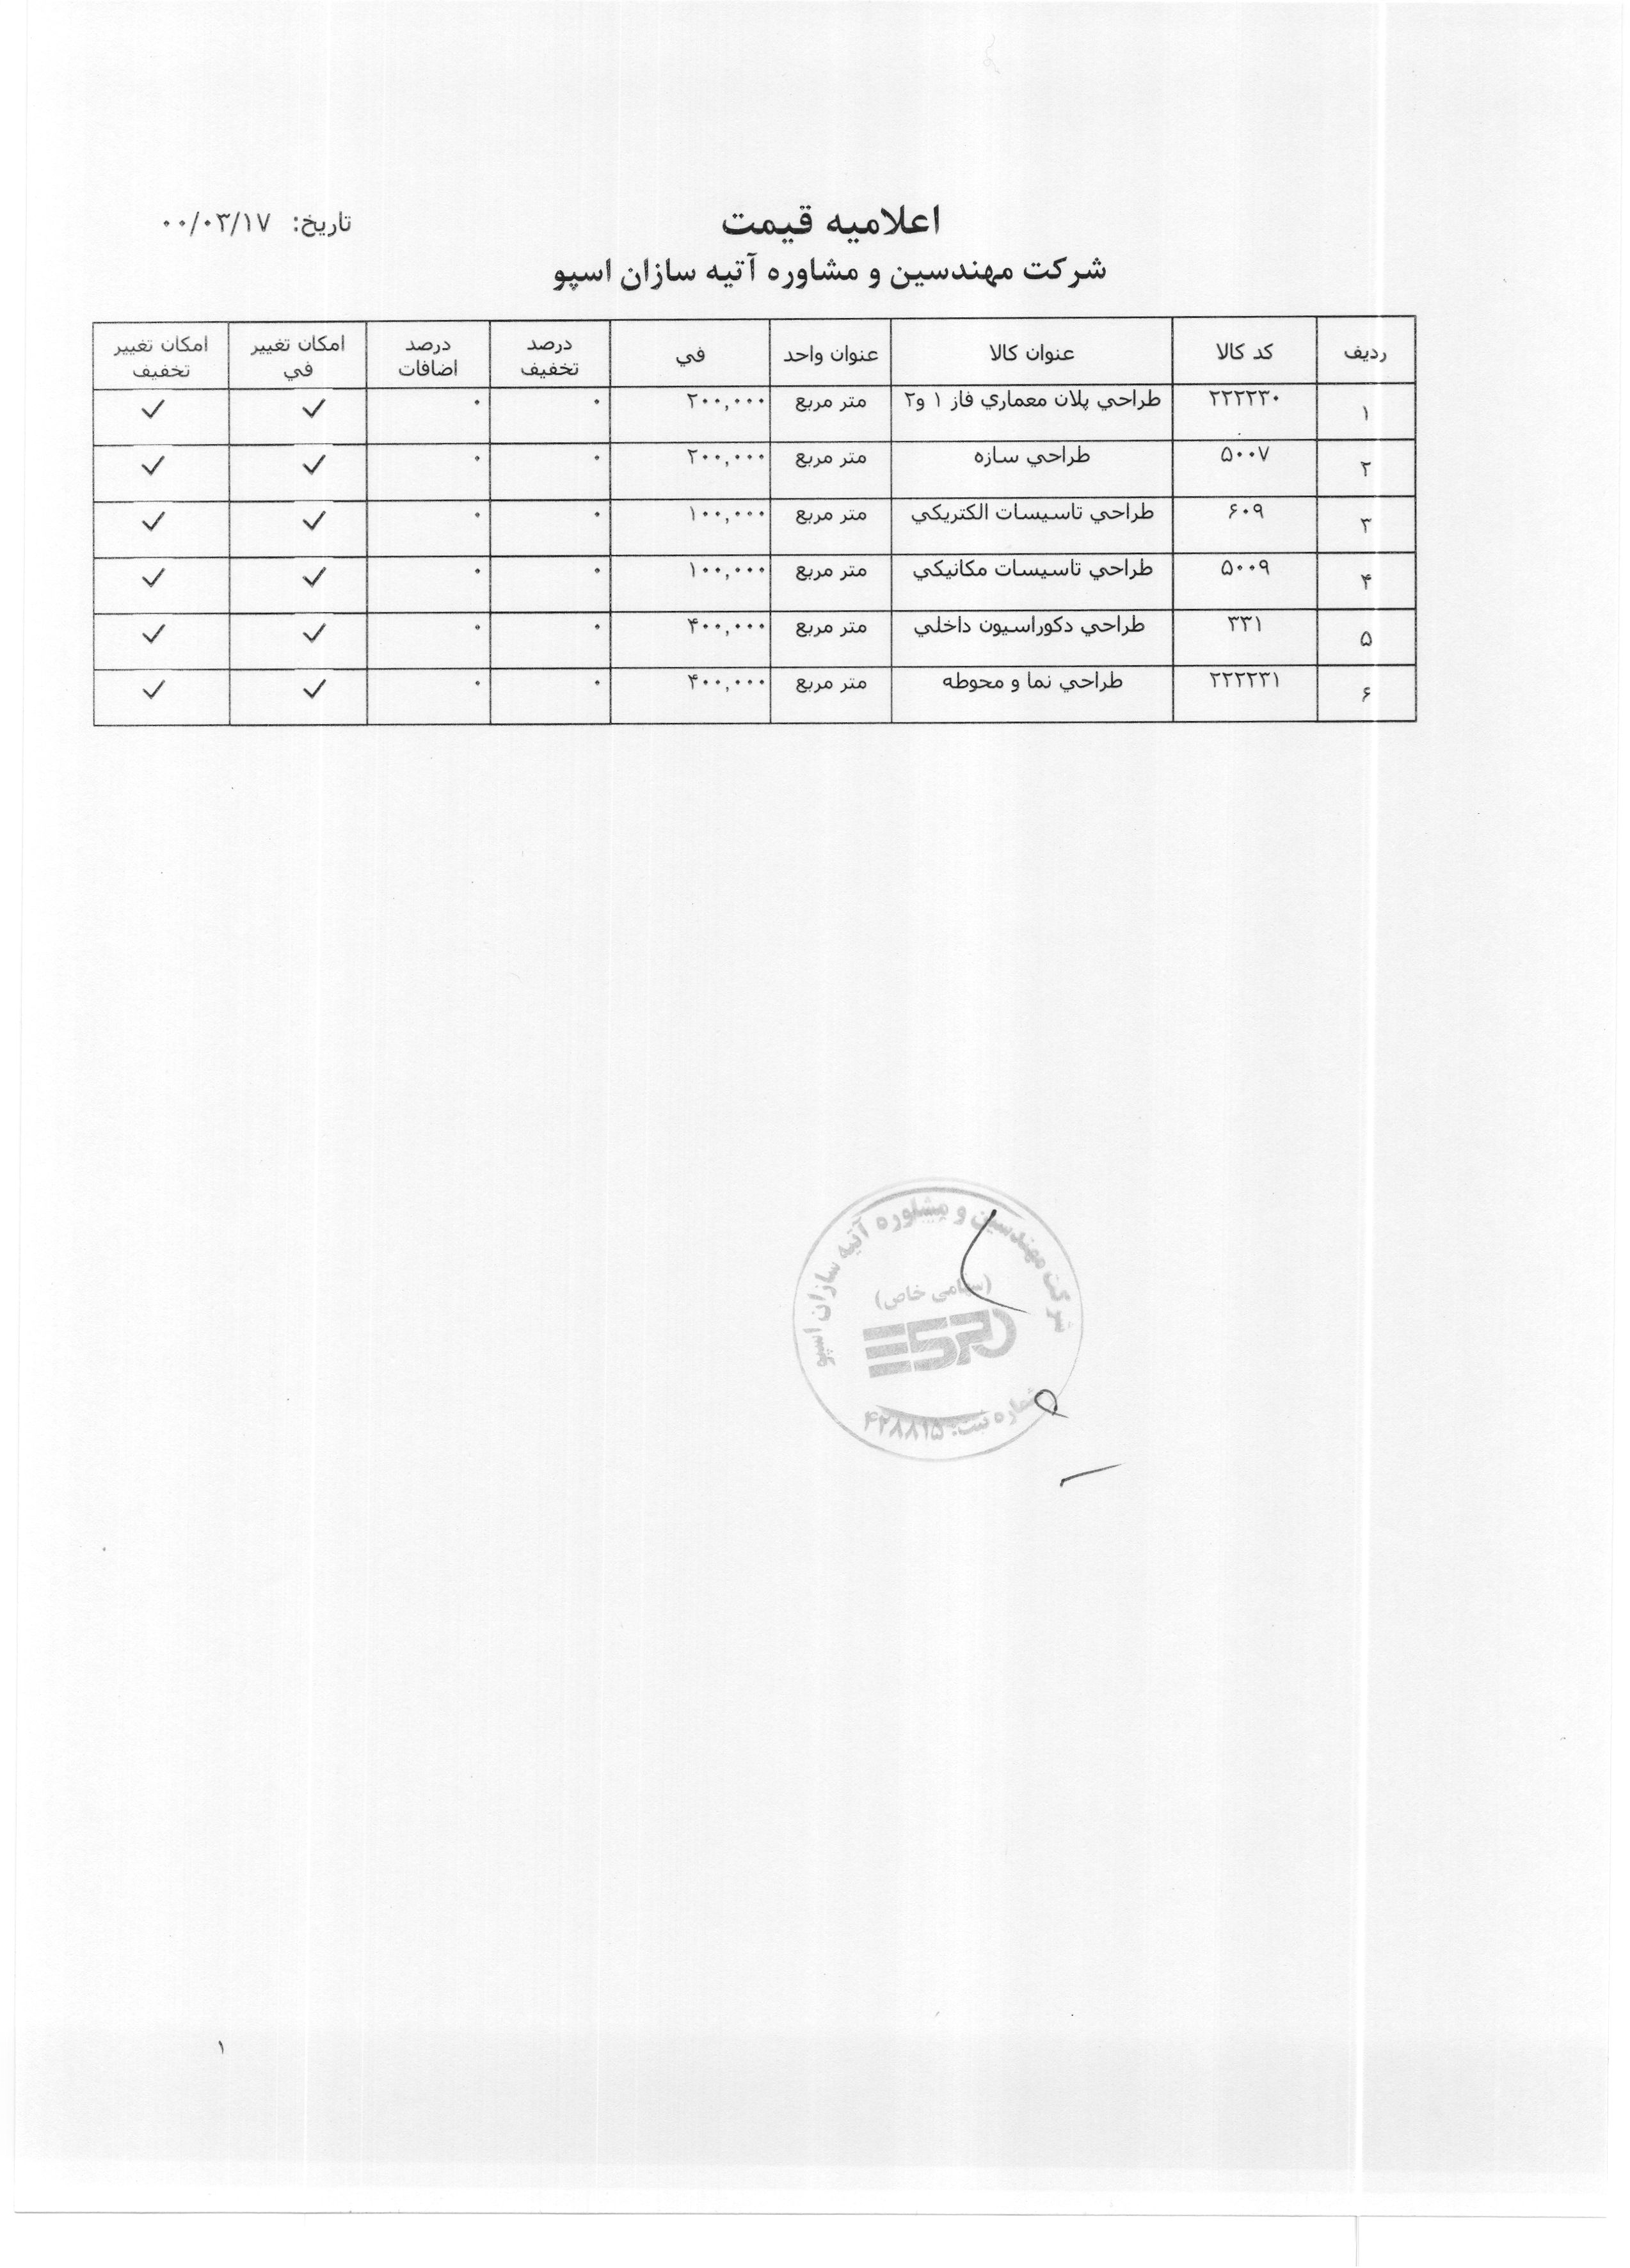 اعلامیه قیمت
تاریخ: ۰۰/۰۳/۱۷
شرکت مهندسین و مشاوره آتیه سازان اسپو
ردیف کد کالا عنوان کالا عنوان واحد في درصد تخفیف درصد اضافات امکان تغییر في امکان تغییر تخفیف
۱ ۲۲۲۲۳۰ طراحي پلان معماري فاز ۱ و۲ متر مربع ۲۰۰,۰۰۰ ۰ ۰ ✓ ✓
۲ ۵۰۰۷ طراحي سازه متر مربع ۲۰۰,۰۰۰ ۰ ۰ ✓ ✓
۳ ۶۰۹ طراحي تاسیسات الکتریکي متر مربع ۱۰۰,۰۰۰ ۰ ۰ ✓ ✓
۴ ۵۰۰۹ طراحي تاسیسات مکانیکي متر مربع ۱۰۰,۰۰۰ ۰ ۰ ✓ ✓
۵ ۳۳۱ طراحي دکوراسیون داخلي متر مربع ۴۰۰,۰۰۰ ۰ ۰ ✓ ✓
۶ ۲۲۲۲۳۱ طراحي نما و محوطه متر مربع ۴۰۰,۰۰۰ ۰ ۰ ✓ ✓
شرکت مهندسین و مشاوره آتیه سازان اسپو
(سهامی خاص)
ESPO
شماره ثبت: ۴۲۸۸۱۵
۱